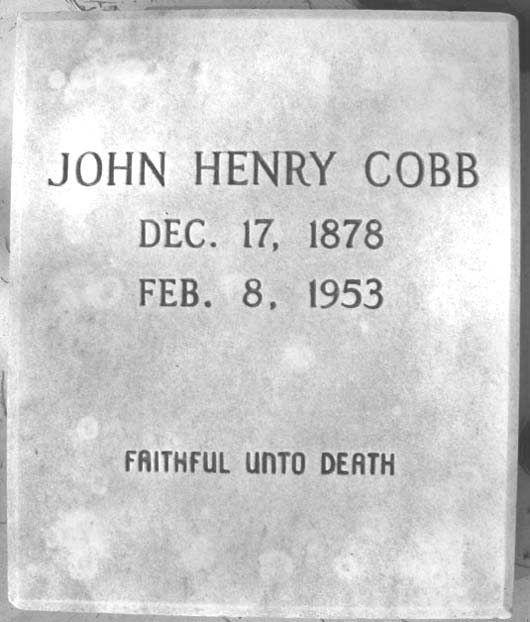 JOHN HENRY COBB
DEC. 17, 1878
FEB. 8, 1953
FAITHFUL UNTO DEATH